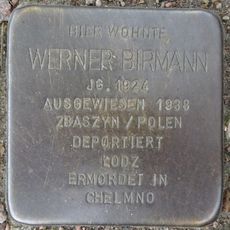 HIER WOHNTE
WERNER BIRMANN
JG. 1924
AUSGEWIESEN 1938
ZBASZYN / POLEN
DEPORTIERT
LODZ
ERMORDET IN
CHELMNO